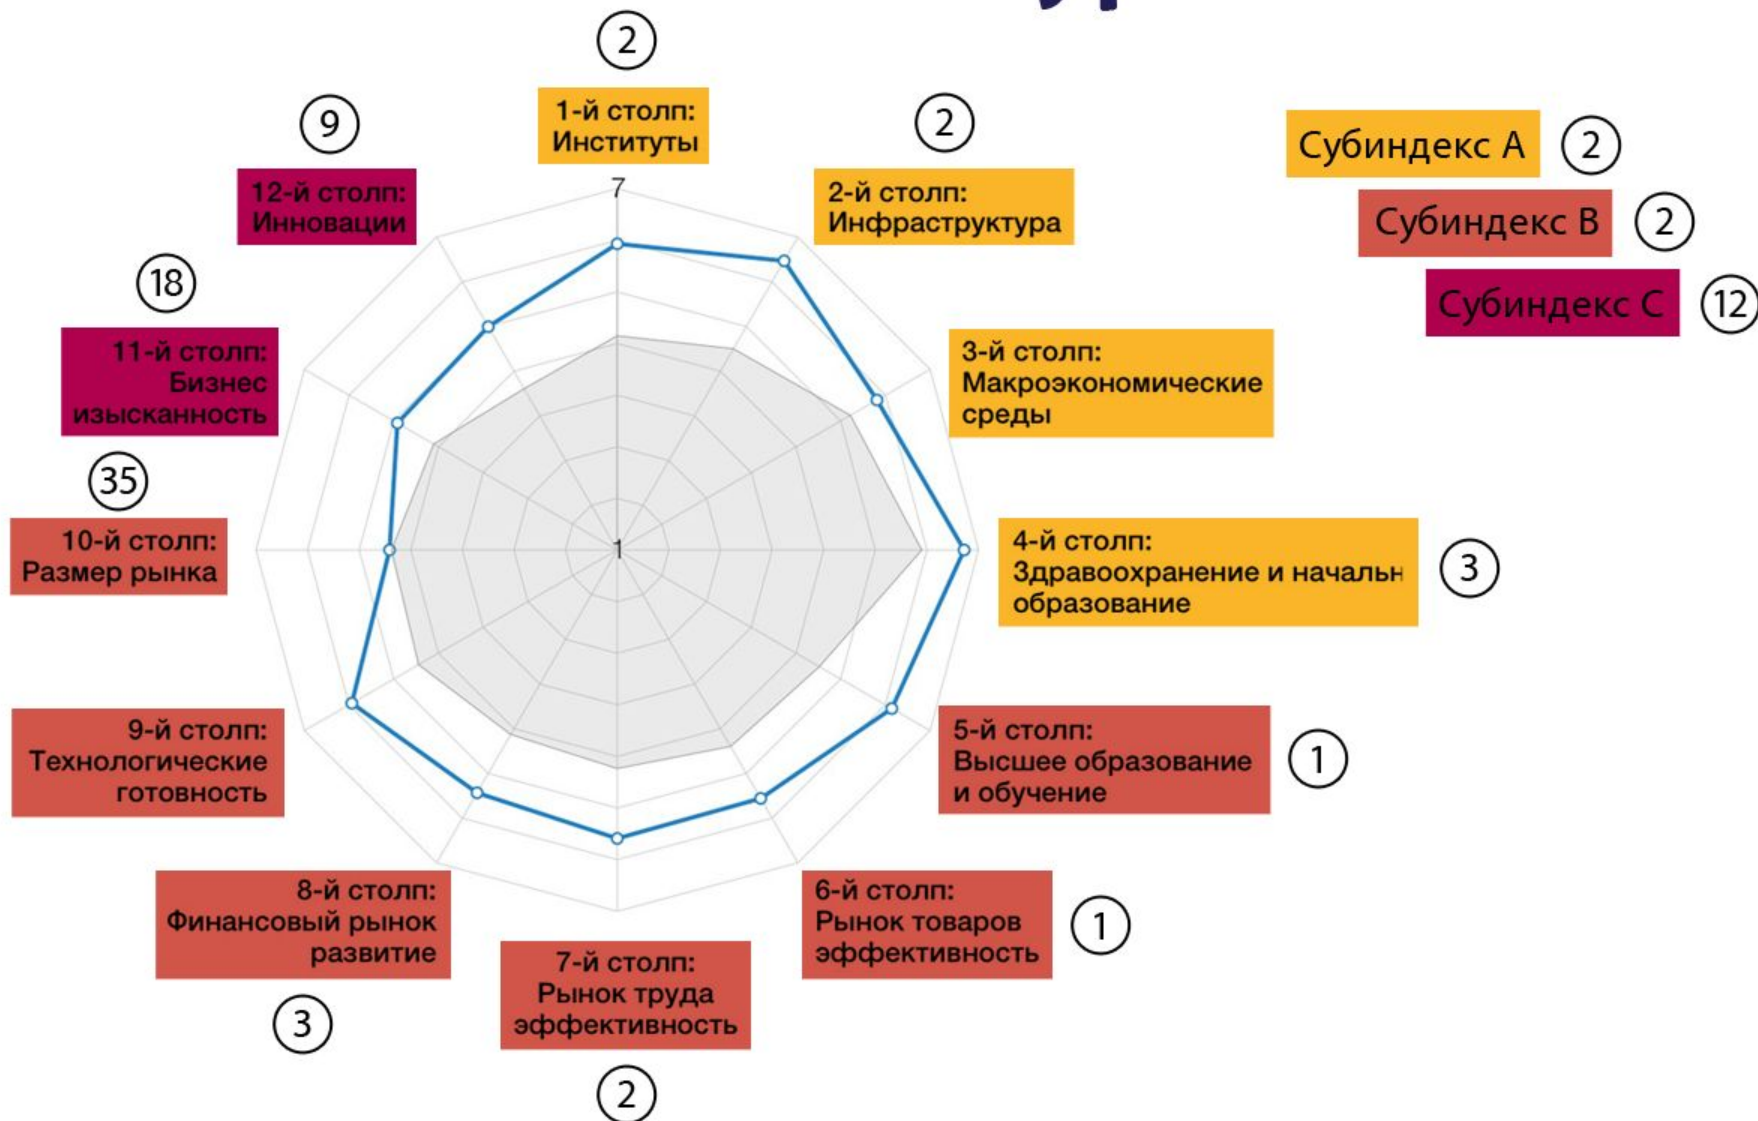 2
1-й столп:
Институты
2
2-й столп:
Инфраструктура
3-й столп:
Макроэкономические
среды
4-й столп:
Здравоохранение и начальн
образование
3
5-й столп:
Высшее образование
и обучение
1
6-й столп:
Рынок товаров
эффективность
1
7-й столп:
Рынок труда
эффективность
2
8-й столп:
Финансовый рынок
развитие
3
9-й столп:
Технологические
готовность
35
10-й столп:
Размер рынка
18
11-й столп:
Бизнес
изысканность
9
12-й столп:
Инновации
7
1
Субиндекс A
2
Субиндекс B
2
Субиндекс C
12